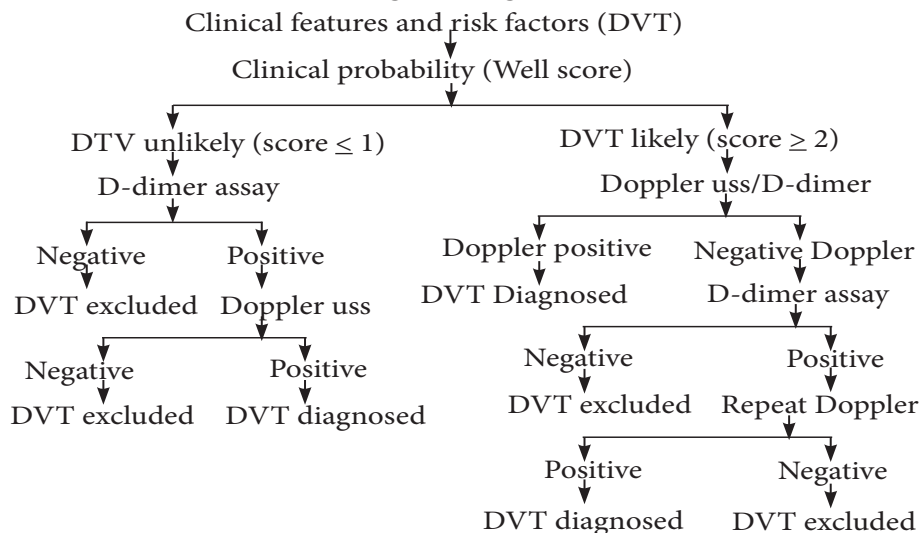 Clinical features and risk factors (DVT)
Clinical probability (Well score)
DTV unlikely (score ≤ 1)
DVT likely (score ≥ 2)
D-dimer assay
Doppler uss/D-dimer
Negative
Positive
Doppler positive
Negative Doppler
DVT excluded
Doppler uss
DVT Diagnosed
D-dimer assay
Negative
Positive
Negative
Positive
DVT excluded
DVT diagnosed
DVT excluded
Repeat Doppler
Positive
Negative
DVT diagnosed
DVT excluded